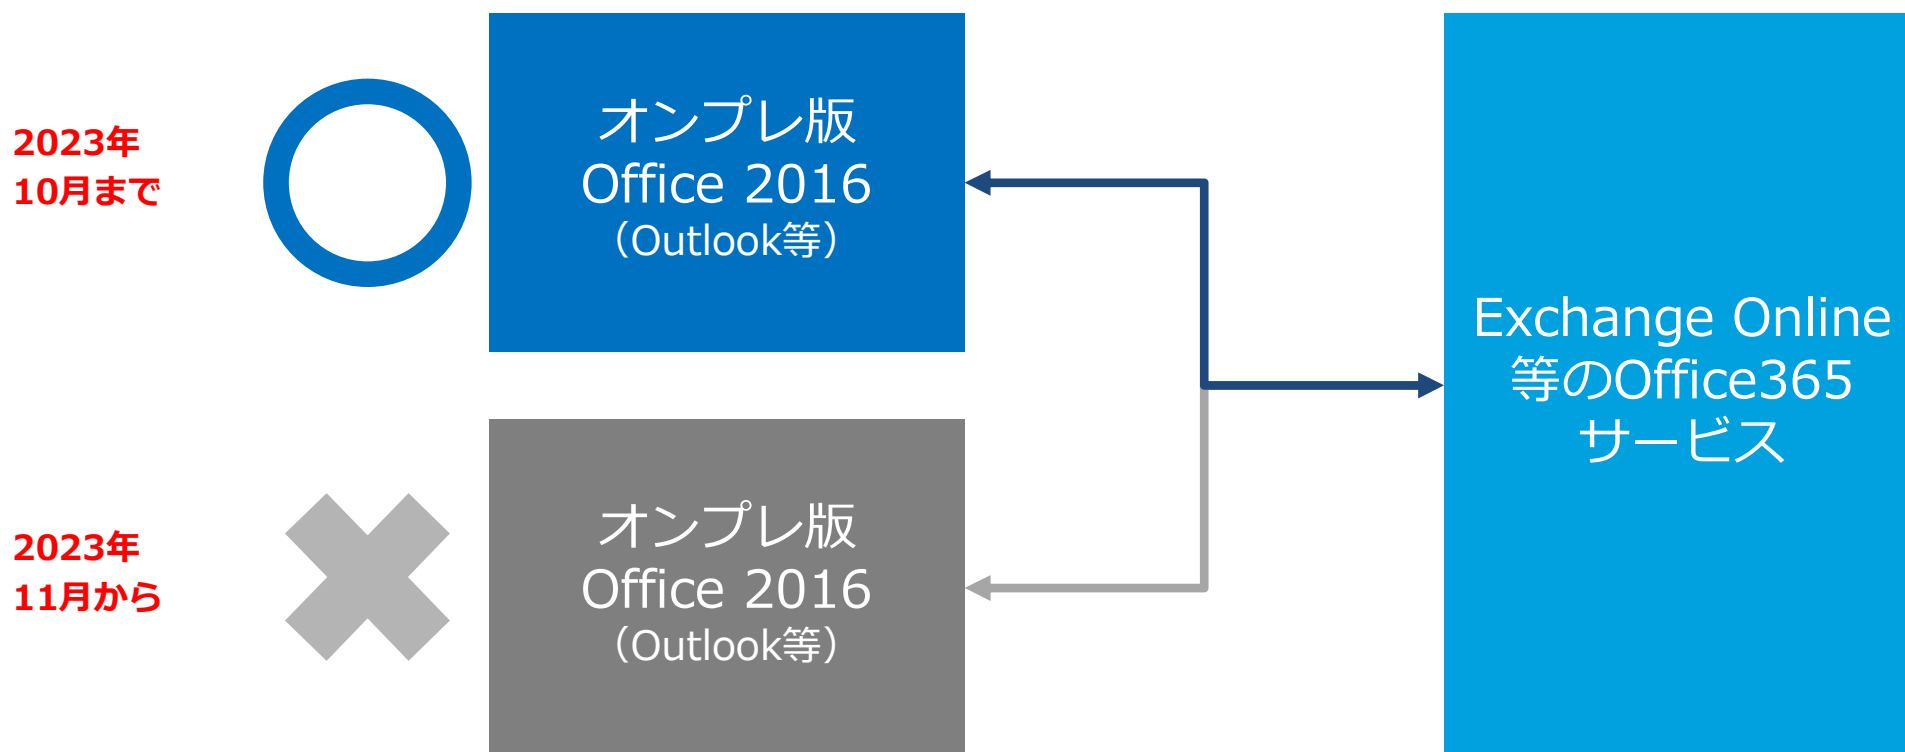 2023年
10月まで
オンプレ版
Office 2016
（Outlook等）
Exchange Online
等のOffice365
サービス
2023年
11月から
オンプレ版
Office 2016
（Outlook等）